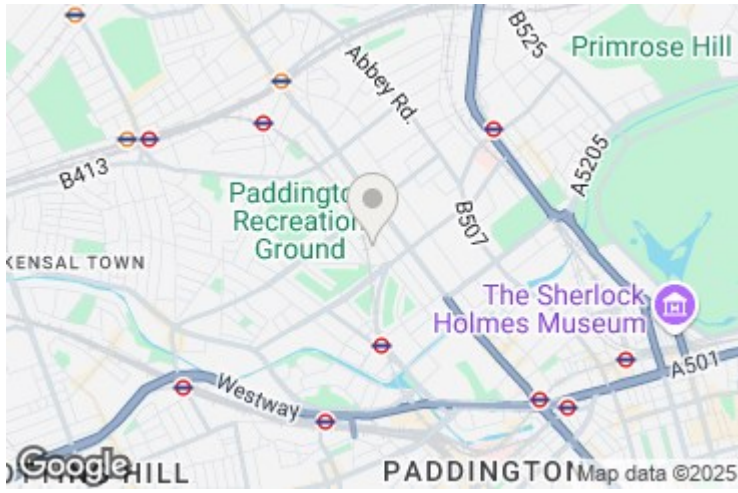 B525
Primrose Hill
Abbey Rd.
B413
A5205
Paddington
Recreation
Ground
B507
KENSAL TOWN
The Sherlock
Holmes Museum
A501
Westway
Google
HILL
PADDINGTON
Map data ©2025